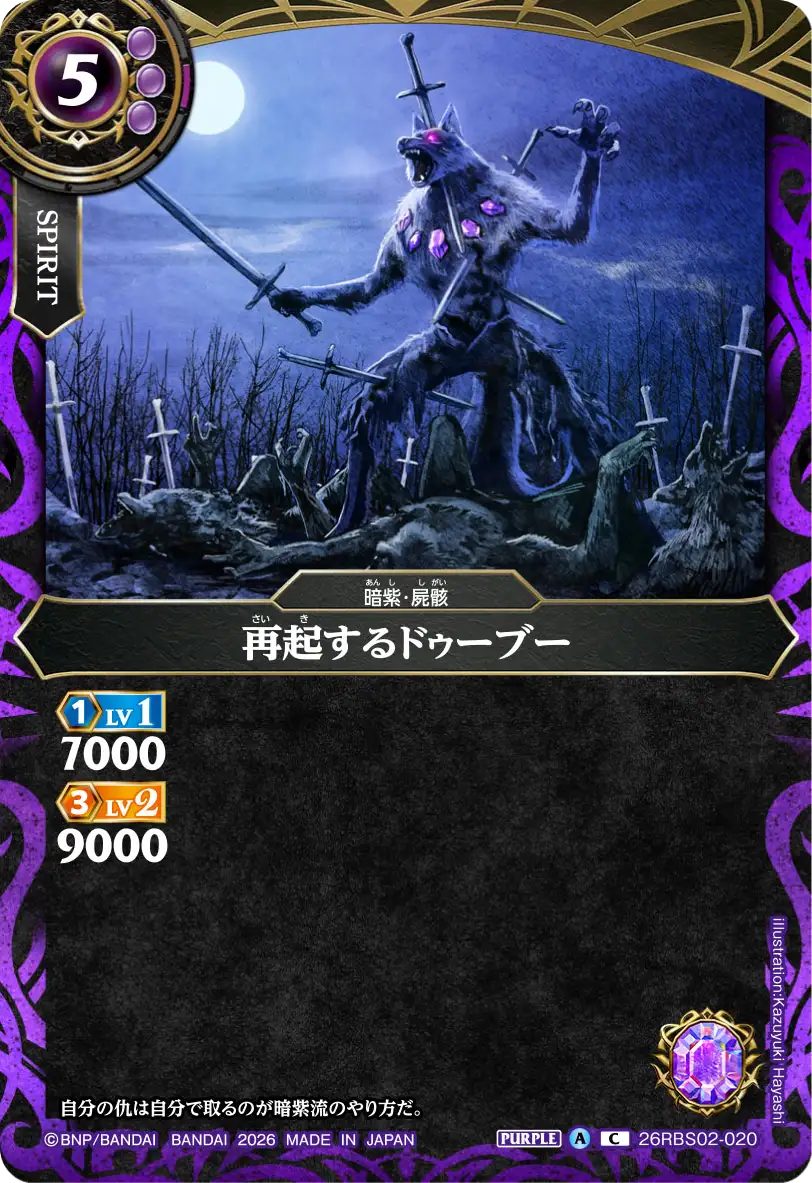 5
SPIRIT
あんし しがい
暗紫・屍骸
さい き
再起するドゥーブー
1 LV1
7000
3 LV2
9000
illustration:Kazuyuki Hayashi
自分の仇は自分で取るのが暗紫流のやり方だ。
©BNP/BANDAI BANDAI 2026 MADE IN JAPAN PURPLE A C 26RBS02-020